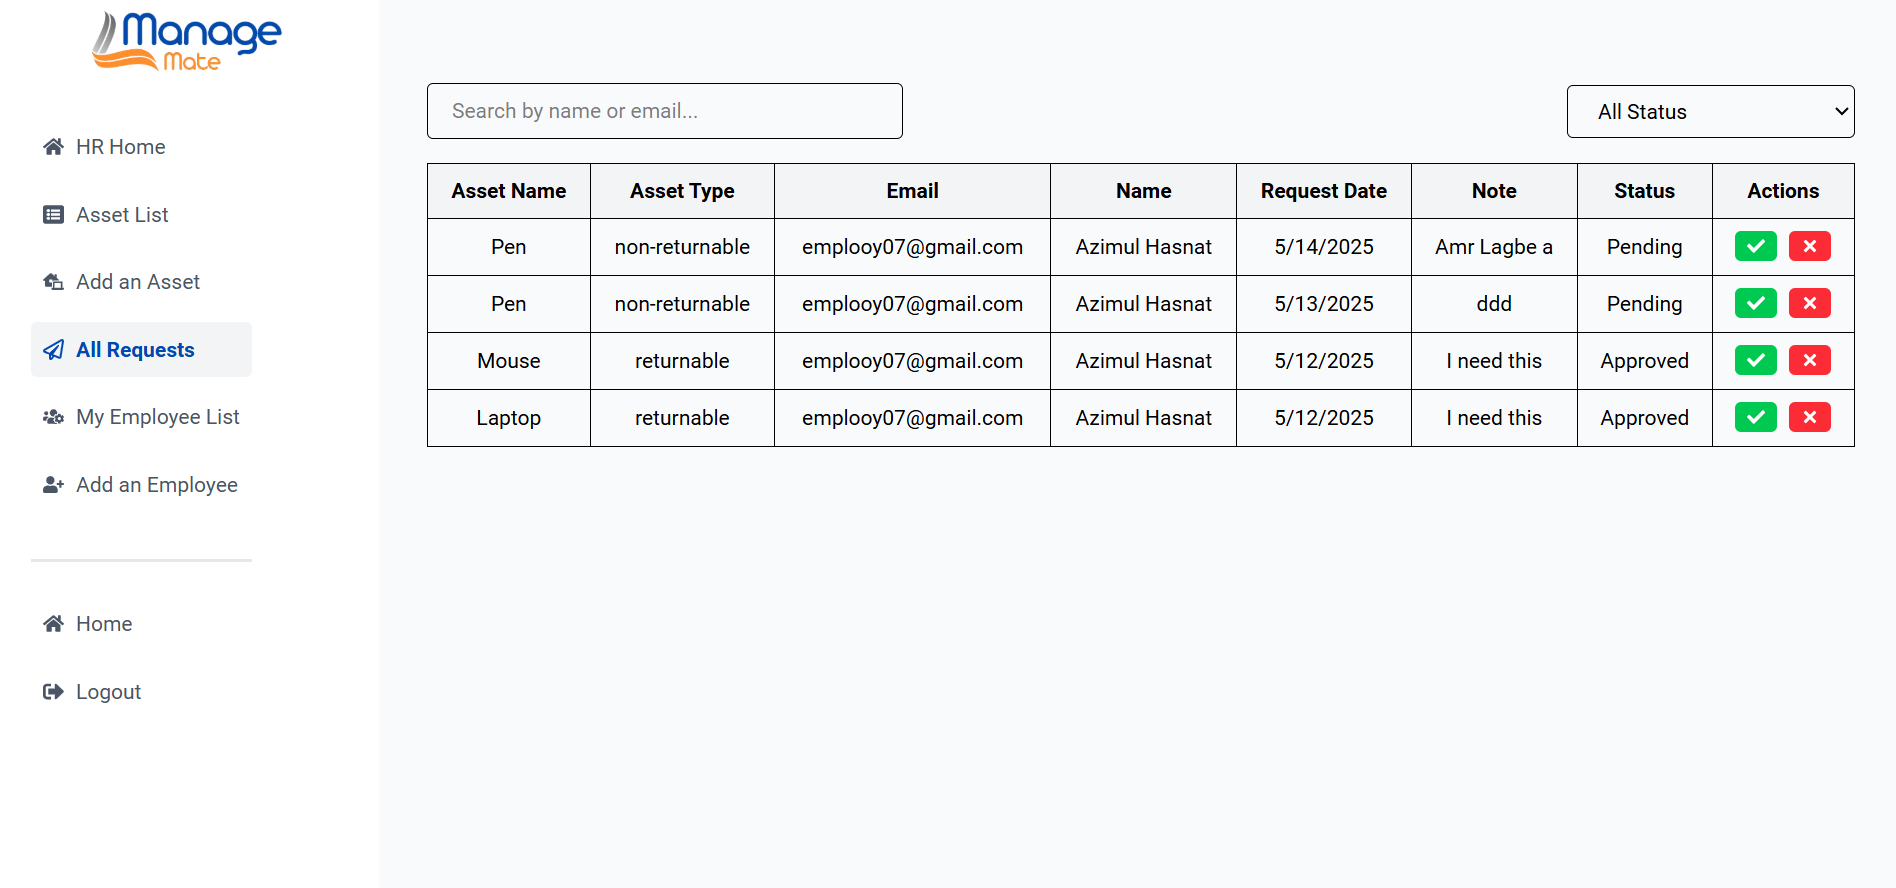 Manage
Mate
HR Home
Asset List
Add an Asset
All Requests
My Employee List
Add an Employee
Home
Logout
Search by name or email...
All Status
Asset Name Asset Type Email Name Request Date Note Status Actions
Pen non-returnable emplooy07@gmail.com Azimul Hasnat 5/14/2025 Amr Lagbe a Pending
Pen non-returnable emplooy07@gmail.com Azimul Hasnat 5/13/2025 ddd Pending
Mouse returnable emplooy07@gmail.com Azimul Hasnat 5/12/2025 I need this Approved
Laptop returnable emplooy07@gmail.com Azimul Hasnat 5/12/2025 I need this Approved